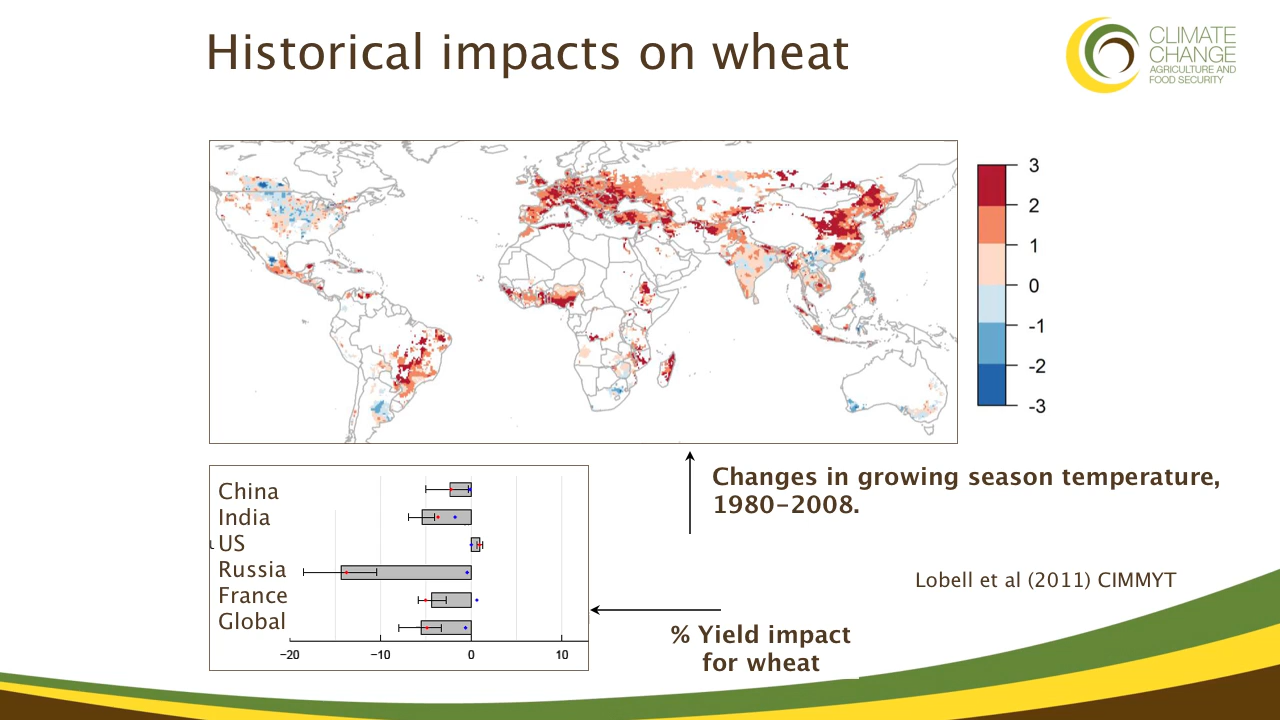 Historical impacts on wheat
CLIMATE
CHANGE
AGRICULTURE AND
FOOD SECURITY
3
2
1
0
-1
-2
-3
Changes in growing season temperature,
1980-2008.
China
India
US
Russia
France
Global
−20 −10 0 10
Lobell et al (2011) CIMMYT
% Yield impact
for wheat